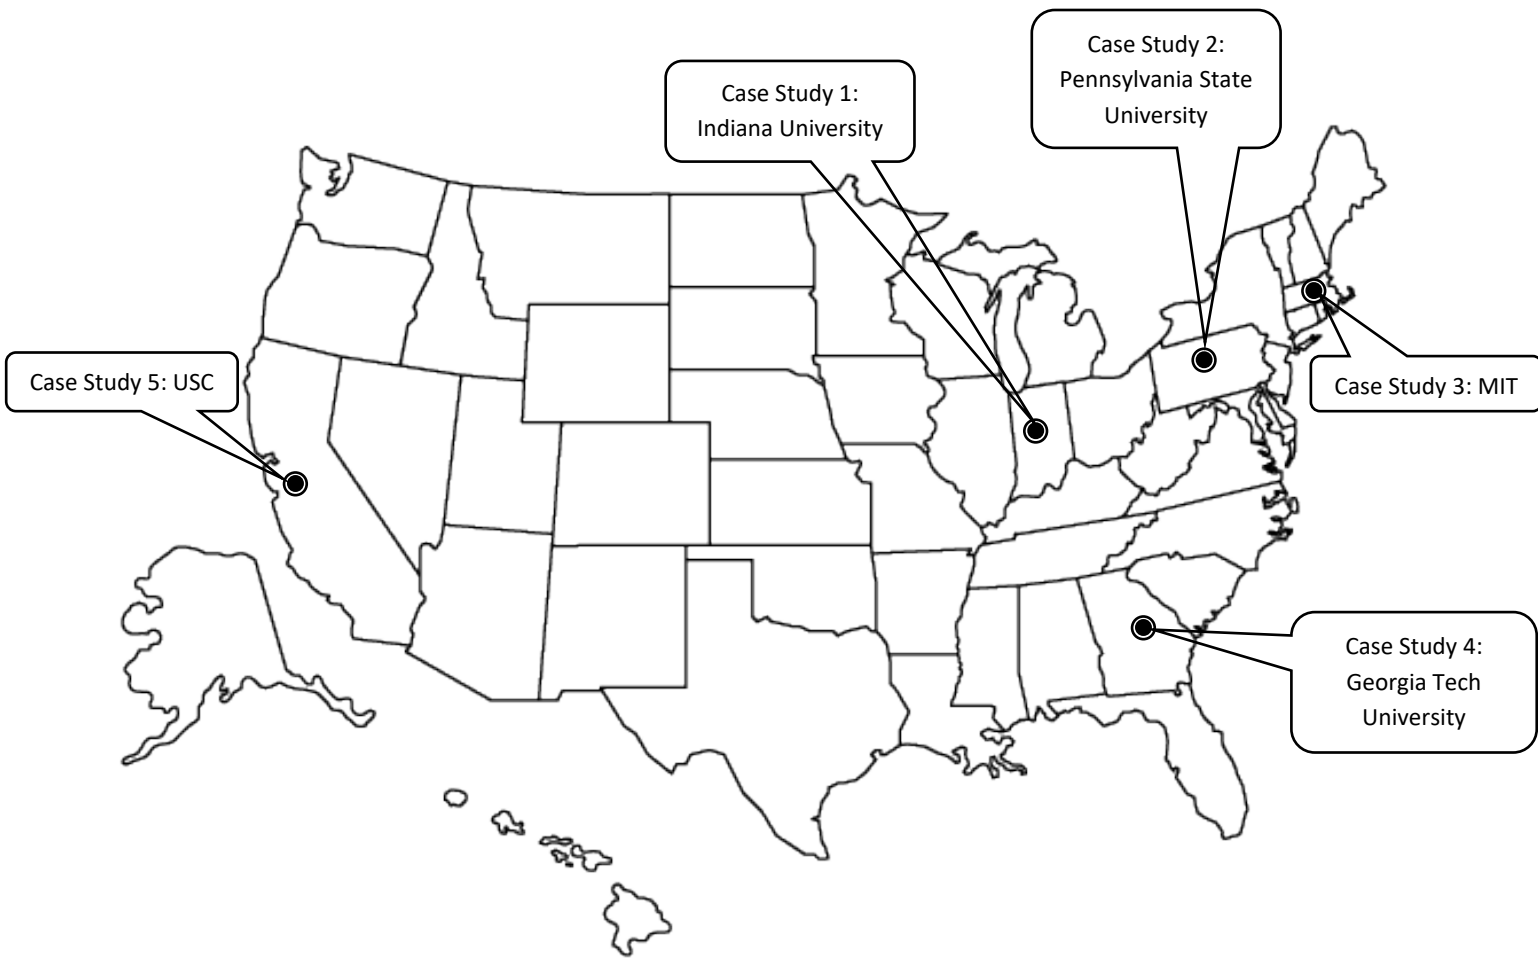 Case Study 1:
Indiana University
Case Study 2:
Pennsylvania State
University
Case Study 5: USC
Case Study 3: MIT
Case Study 4:
Georgia Tech
University